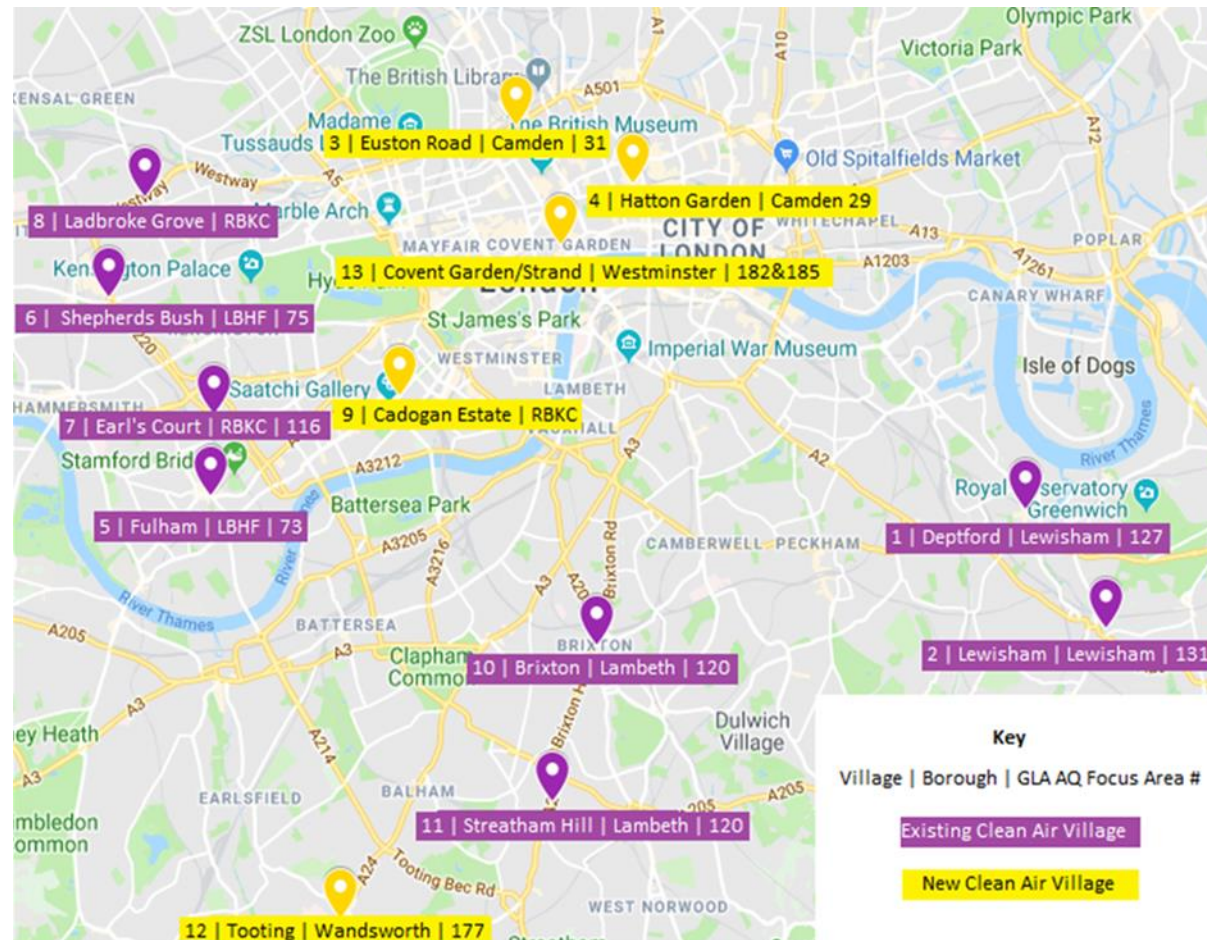 Olympic Park
ZSL London Zoo
A1
A10
Victoria Park
The British Library
A501
KENSAL GREEN
A12
Madame
Tussauds
The British Museum
3 | Euston Road | Camden | 31
Old Spitalfields Market
Westway
Westway
A5
4 | Hatton Garden | Camden 29
8 | Ladbroke Grove | RBKC
Marble Arch
CITY OF
LONDON
WHITECHAPEL
A13
POPLAR
MAYFAIR
COVENT GARDEN
Kensington Palace
13 | Covent Garden/Strand | Westminster | 182&185
A1203
A1261
London
CANARY WHARF
6 | Shepherds Bush | LBHF | 75
St James's Park
WESTMINSTER
Imperial War Museum
Isle of Dogs
Saatchi Gallery
LAMBETH
HAMMERSMITH
7 | Earl's Court | RBKC | 116
9 | Cadogan Estate | RBKC
VAUXHALL
A3
River Thames
Stamford
A3212
A2
Battersea Park
Royal Observatory
Greenwich
5 | Fulham | LBHF | 73
A3205
A3216
CAMBERWELL
PECKHAM
1 | Deptford | Lewisham | 127
River
A3
Brixton Rd
River Thames
A205
BATTERSEA
A3
BRIXTON
Clapham
Common
10 | Brixton | Lambeth | 120
2 | Lewisham | Lewisham | 131
A3
A214
Dulwich
Village
Key
Village | Borough | GLA AQ Focus Area #
A3
EARLSFIELD
BALHAM
A205
A205
11 | Streatham Hill | Lambeth | 120
Existing Clean Air Village
A24
Tooting Bec Rd
New Clean Air Village
WEST NORWOOD
12 | Tooting | Wandsworth | 177